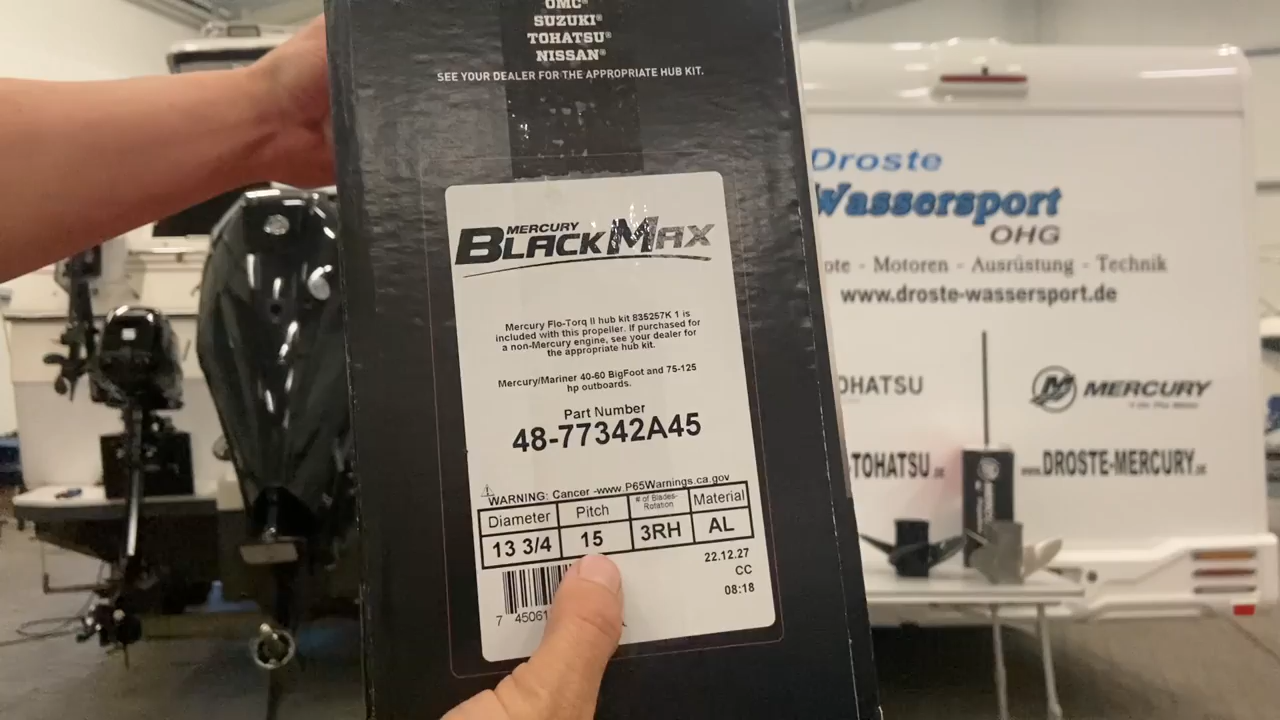 OMC®
SUZUKI®
TOHATSU®
NISSAN®
SEE YOUR DEALER FOR THE APPROPRIATE HUB KIT.
MERCURY
BLACKMAX
Mercury Flo-Torq II hub kit 835257K 1 is
included with this propeller. If purchased for
a non-Mercury engine, see your dealer for
the appropriate hub kit.
Mercury/Mariner 40-60 BigFoot and 75-125
hp outboards.
Part Number
48-77342A45
WARNING: Cancer -www.P65Warnings.ca.gov
Diameter Pitch # of Blades-Rotation Material
13 3/4 15 3RH AL
22.12.27
CC
08:18
7 45061
Droste
Wassersport
OHG
ote - Motoren - Ausrüstung - Technik
www.droste-wassersport.de
OHATSU
MERCURY
-TOHATSU.DE
www.DROSTE-MERCURY.DE